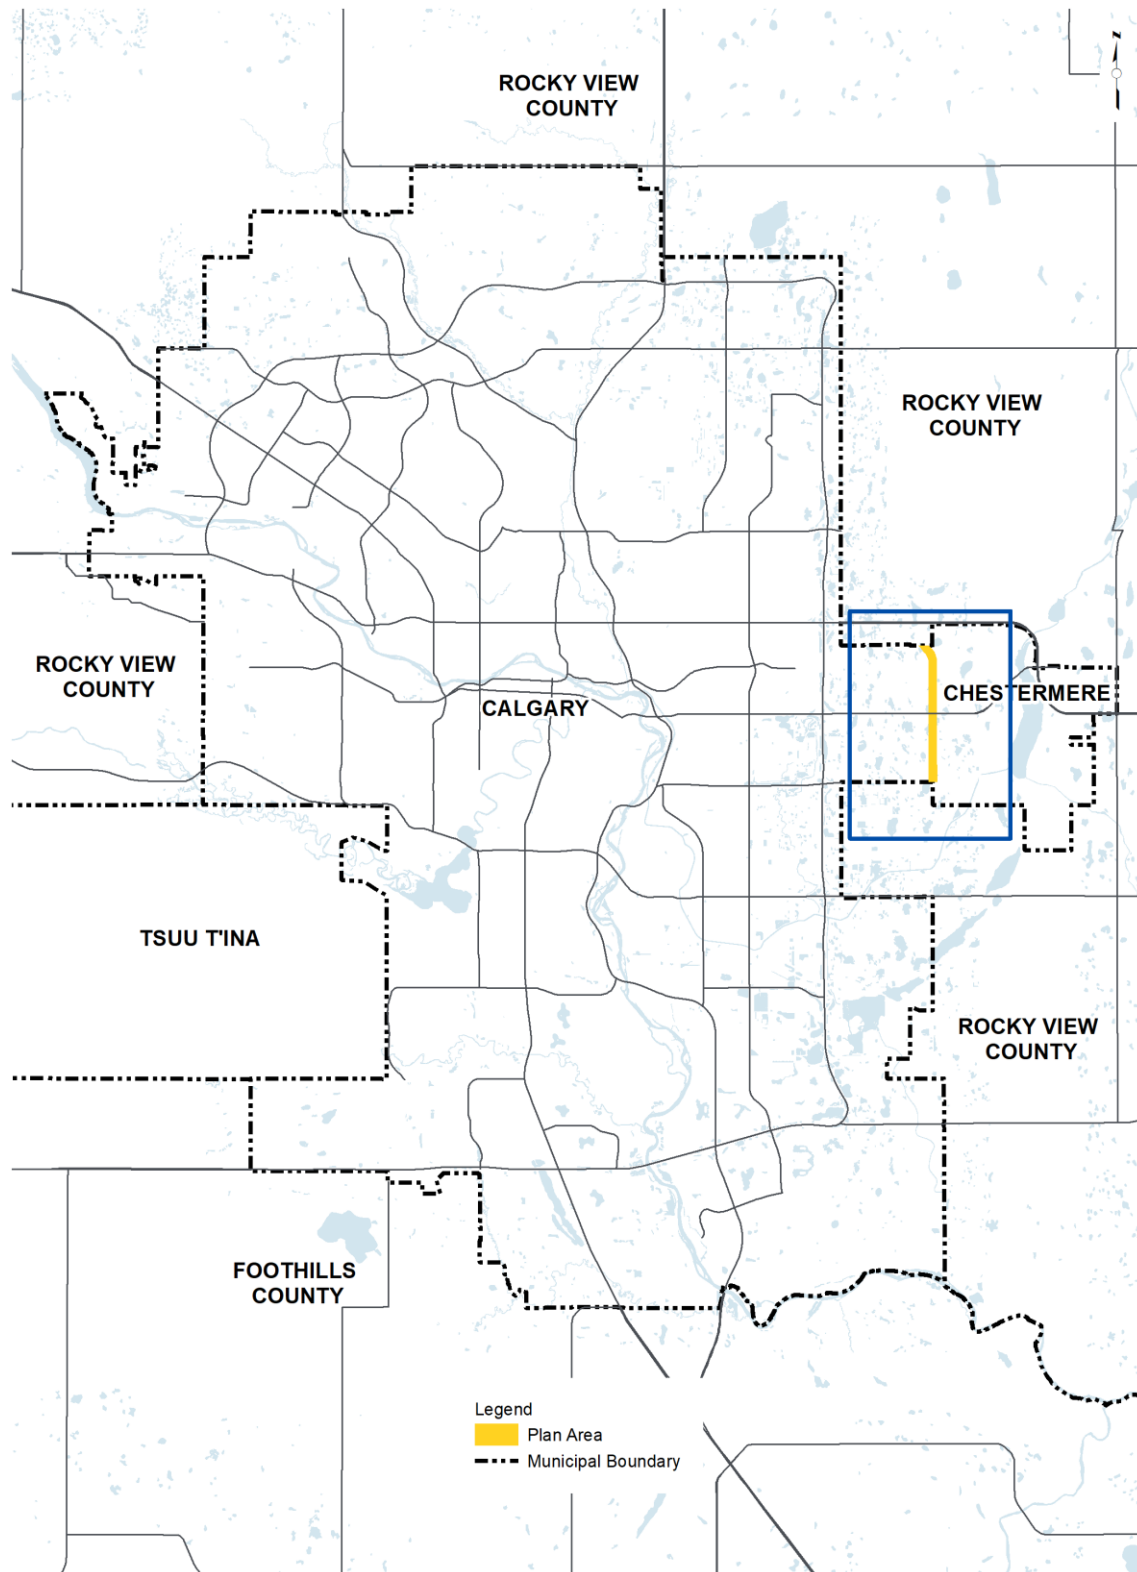 ROCKY VIEW
COUNTY
ROCKY VIEW
COUNTY
ROCKY VIEW
COUNTY
CHESTERMERE
CALGARY
TSUU T'INA
ROCKY VIEW
COUNTY
FOOTHILLS
COUNTY
Legend
Plan Area
Municipal Boundary